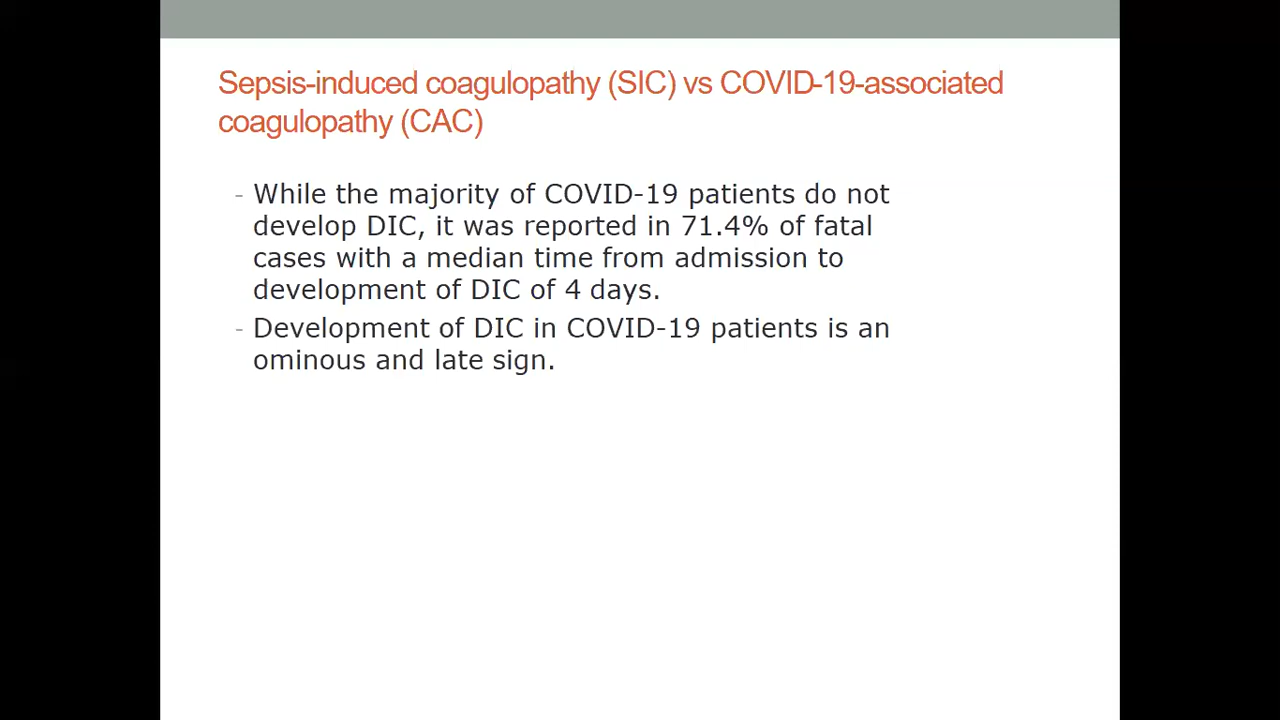 Sepsis-induced coagulopathy (SIC) vs COVID-19-associated
coagulopathy (CAC)
- While the majority of COVID-19 patients do not
develop DIC, it was reported in 71.4% of fatal
cases with a median time from admission to
development of DIC of 4 days.
- Development of DIC in COVID-19 patients is an
ominous and late sign.